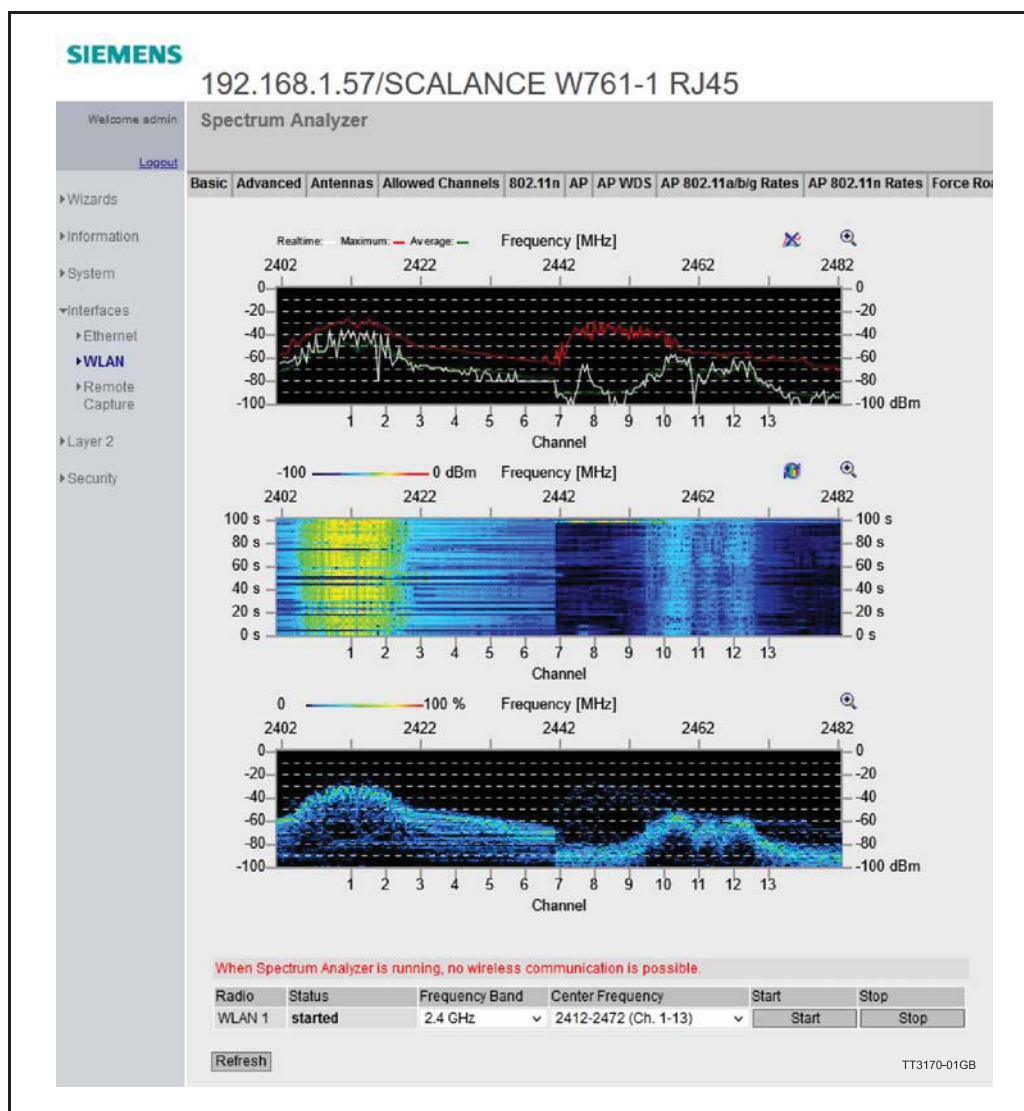 SIEMENS
192.168.1.57/SCALANCE W761-1 RJ45
Welcome admin
Logout
Spectrum Analyzer
Basic Advanced Antennas Allowed Channels 802.11n AP AP WDS AP 802.11a/b/g Rates AP 802.11n Rates Force Roa
Wizards
Information
System
Interfaces
Ethernet
WLAN
Remote
Capture
Layer 2
Security
Realtime: Maximum: Average: Frequency [MHz]
2402 2422 2442 2462 2482
0 0
-20 -20
-40 -40
-60 -60
-80 -80
-100 -100 dBm
1 2 3 4 5 6 7 8 9 10 11 12 13
Channel
-100 0 dBm Frequency [MHz]
2402 2422 2442 2462 2482
100 s 100 s
80 s 80 s
60 s 60 s
40 s 40 s
20 s 20 s
0 s 0 s
1 2 3 4 5 6 7 8 9 10 11 12 13
Channel
0 100 % Frequency [MHz]
2402 2422 2442 2462 2482
0 0
-20 -20
-40 -40
-60 -60
-80 -80
-100 -100 dBm
1 2 3 4 5 6 7 8 9 10 11 12 13
Channel
When Spectrum Analyzer is running, no wireless communication is possible.
Radio Status Frequency Band Center Frequency Start Stop
WLAN 1 started 2.4 GHz 2412-2472 (Ch. 1-13) Start Stop
Refresh
TT3170-01GB